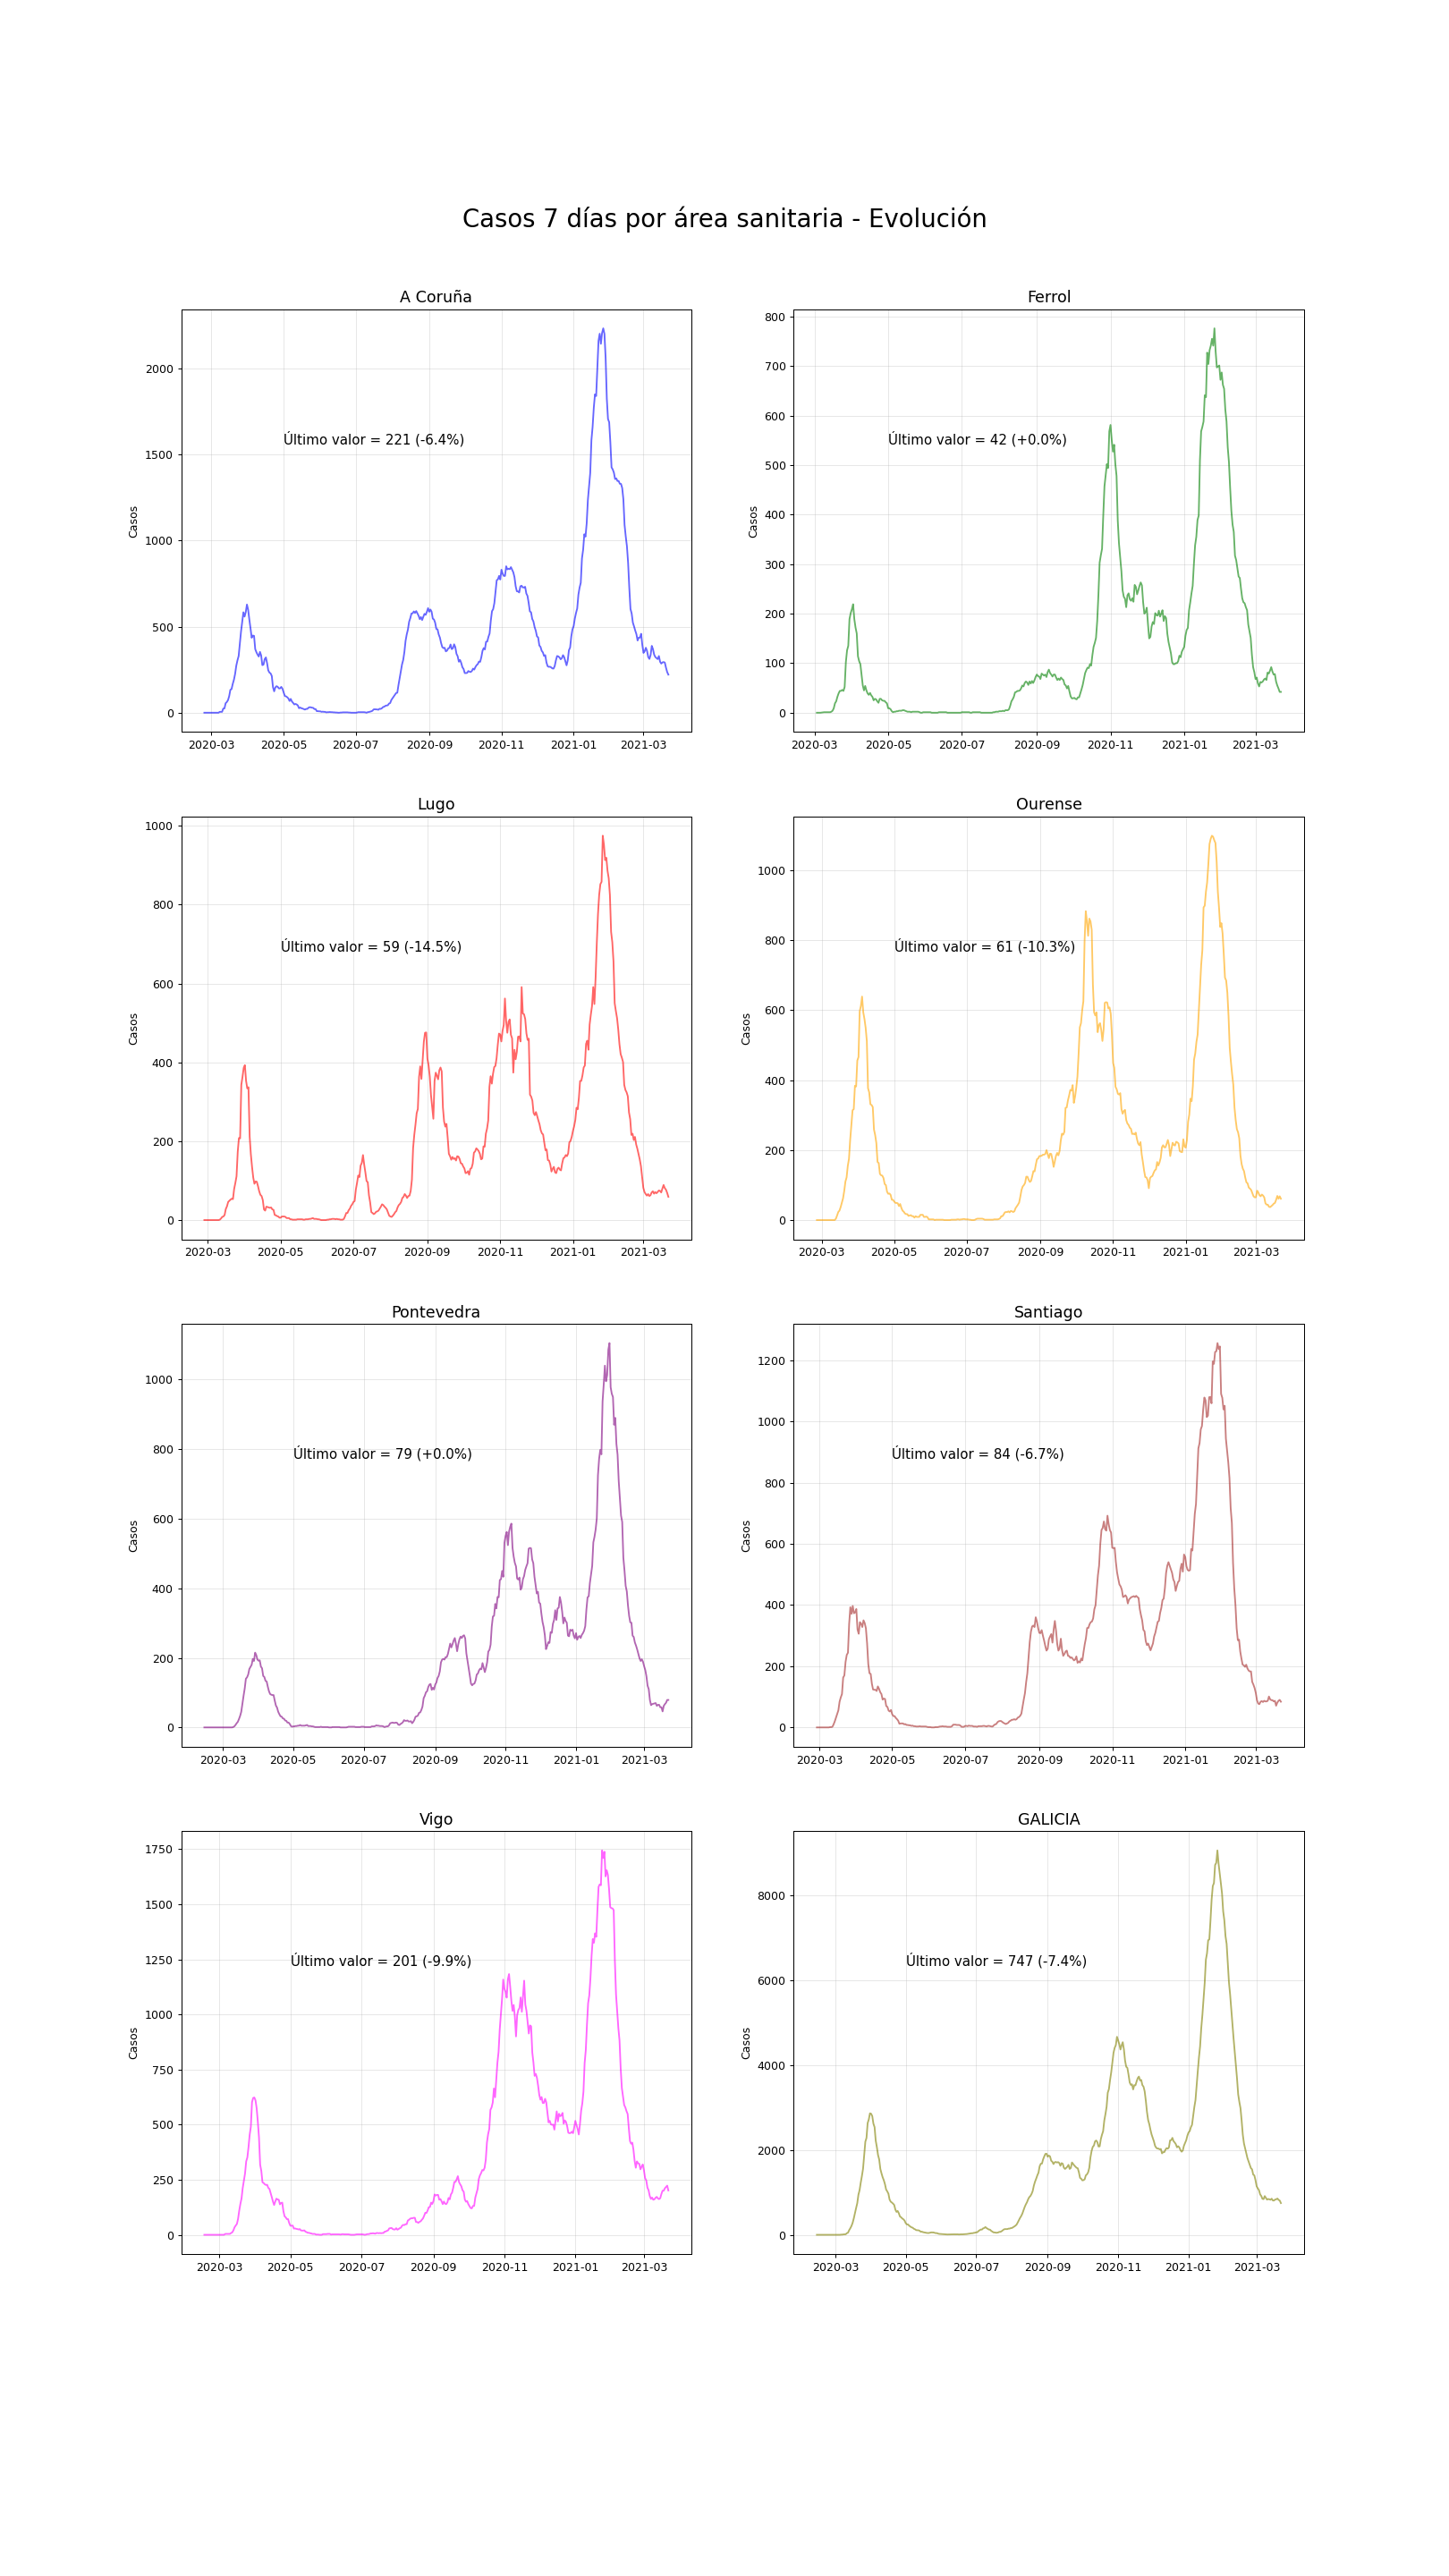 Casos 7 días por área sanitaria - Evolución
A Coruña
Casos
2000
1500
1000
500
0
Último valor = 221 (-6.4%)
2020-03 2020-05 2020-07 2020-09 2020-11 2021-01 2021-03
Ferrol
Casos
800
700
600
500
400
300
200
100
0
Último valor = 42 (+0.0%)
2020-03 2020-05 2020-07 2020-09 2020-11 2021-01 2021-03
Lugo
Casos
1000
800
600
400
200
0
Último valor = 59 (-14.5%)
2020-03 2020-05 2020-07 2020-09 2020-11 2021-01 2021-03
Ourense
Casos
1000
800
600
400
200
0
Último valor = 61 (-10.3%)
2020-03 2020-05 2020-07 2020-09 2020-11 2021-01 2021-03
Pontevedra
Casos
1000
800
600
400
200
0
Último valor = 79 (+0.0%)
2020-03 2020-05 2020-07 2020-09 2020-11 2021-01 2021-03
Santiago
Casos
1200
1000
800
600
400
200
0
Último valor = 84 (-6.7%)
2020-03 2020-05 2020-07 2020-09 2020-11 2021-01 2021-03
Vigo
Casos
1750
1500
1250
1000
750
500
250
0
Último valor = 201 (-9.9%)
2020-03 2020-05 2020-07 2020-09 2020-11 2021-01 2021-03
GALICIA
Casos
8000
6000
4000
2000
0
Último valor = 747 (-7.4%)
2020-03 2020-05 2020-07 2020-09 2020-11 2021-01 2021-03